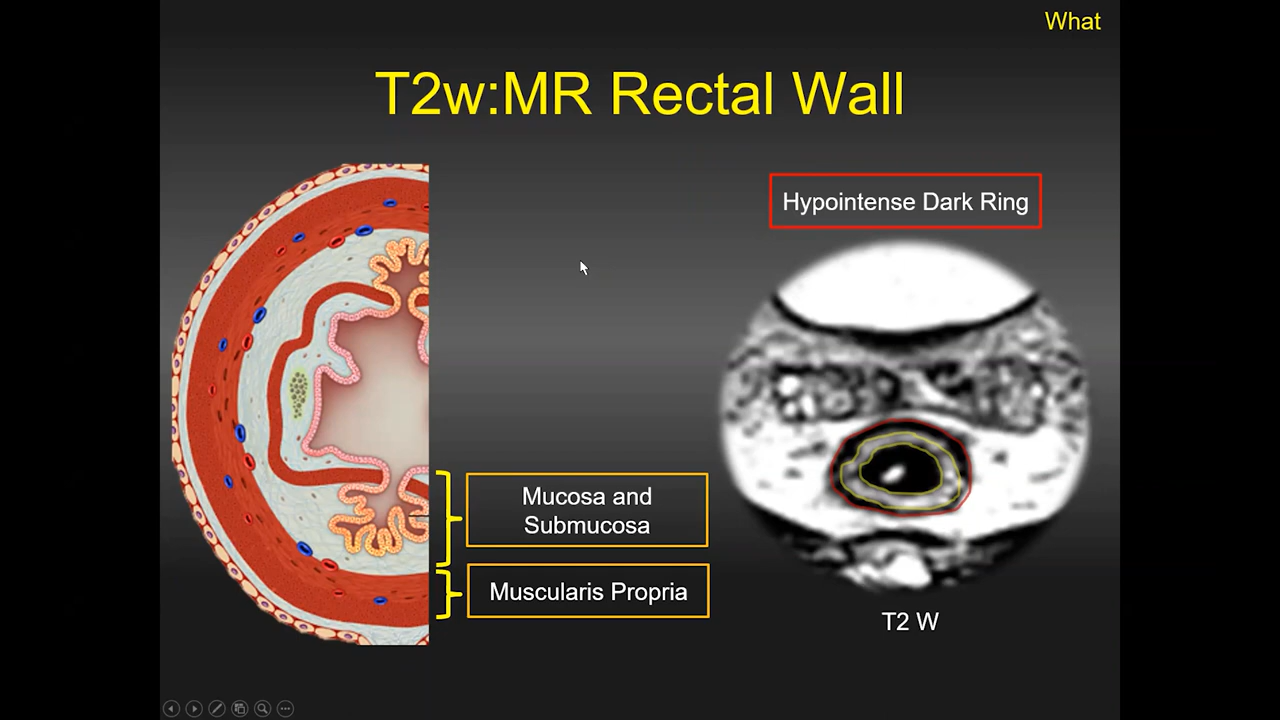 What
T2w:MR Rectal Wall
Hypointense Dark Ring
Mucosa and
Submucosa
Muscularis Propria
T2 W